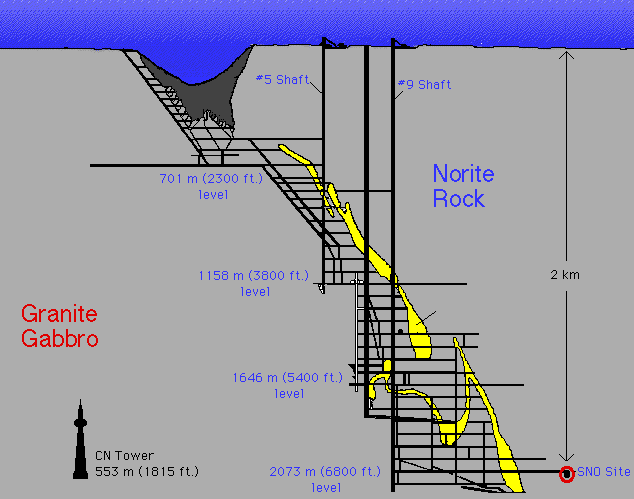 #5 Shaft
#9 Shaft
701 m (2300 ft.)
level
Norite
Rock
1158 m (3800 ft.)
level
2 km
Granite
Gabbro
1646 m (5400 ft.)
level
CN Tower
553 m (1815 ft.)
2073 m (6800 ft.)
level
SNO Site